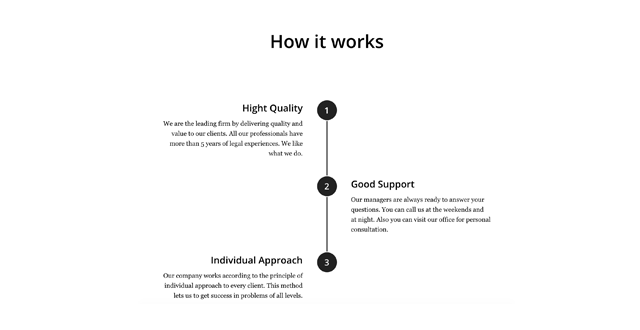 How it works
Hight Quality
1
We are the leading firm by delivering quality and
value to our clients. All our professionals have
more than 5 years of legal experiences. We like
what we do.
2
Good Support
Our managers are always ready to answer your
questions. You can call us at the weekends and
at night. Also you can visit our office for personal
consultation.
Individual Approach
3
Our company works according to the principle of
individual approach to every client. This method
lets us to get success in problems of all levels.